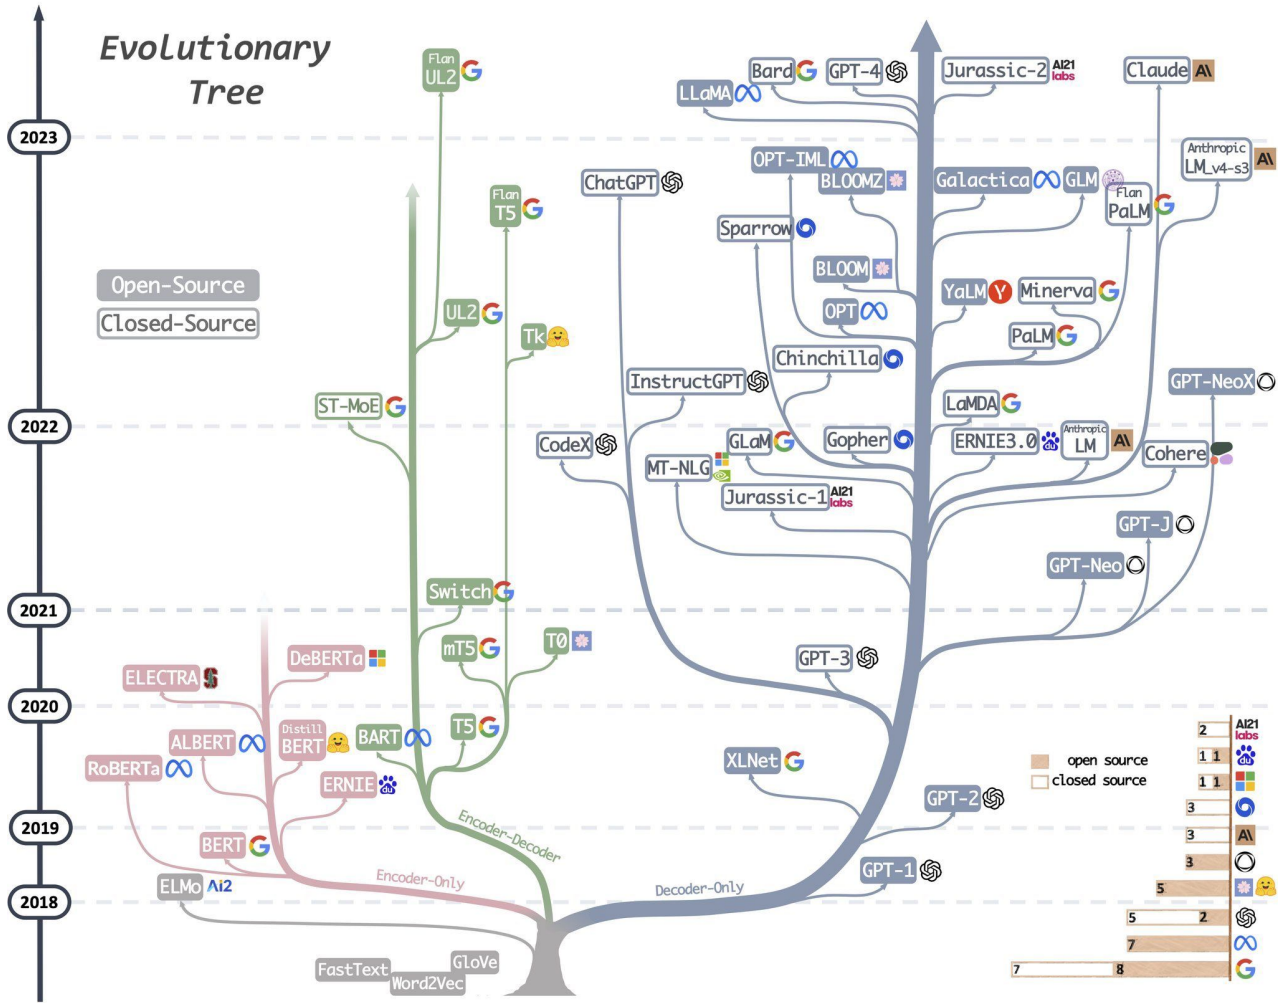 Evolutionary
Tree
Flan
UL2
Bard
GPT-4
Jurassic-2
AI21
labs
Claude
A\
LLaMA
2023
OPT-IML
Anthropic
LM_v4-s3
A\
ChatGPT
BLOOMZ
Galactica
GLM
Flan
T5
Flan
PaLM
Sparrow
Open-Source
BLOOM
YaLM
Y
Minerva
Closed-Source
UL2
OPT
Tk
PaLM
Chinchilla
InstructGPT
GPT-NeoX
ST-MoE
LaMDA
2022
CodeX
GLaM
Gopher
ERNIE3.0
du
Anthropic
LM
A\
Cohere
MT-NLG
Jurassic-1
AI21
labs
GPT-J
GPT-Neo
Switch
2021
mT5
T0
DeBERTa
GPT-3
ELECTRA
2020
T5
Distill
BERT
BART
ALBERT
2
AI21
labs
RoBERTa
XLNet
open source
1 1
du
ERNIE
du
closed source
1 1
GPT-2
3
2019
Encoder-Decoder
3
A\
BERT
3
GPT-1
Encoder-Only
Decoder-Only
ELMo
Ai2
5
2018
5 2
7
GloVe
FastText
Word2Vec
7 8